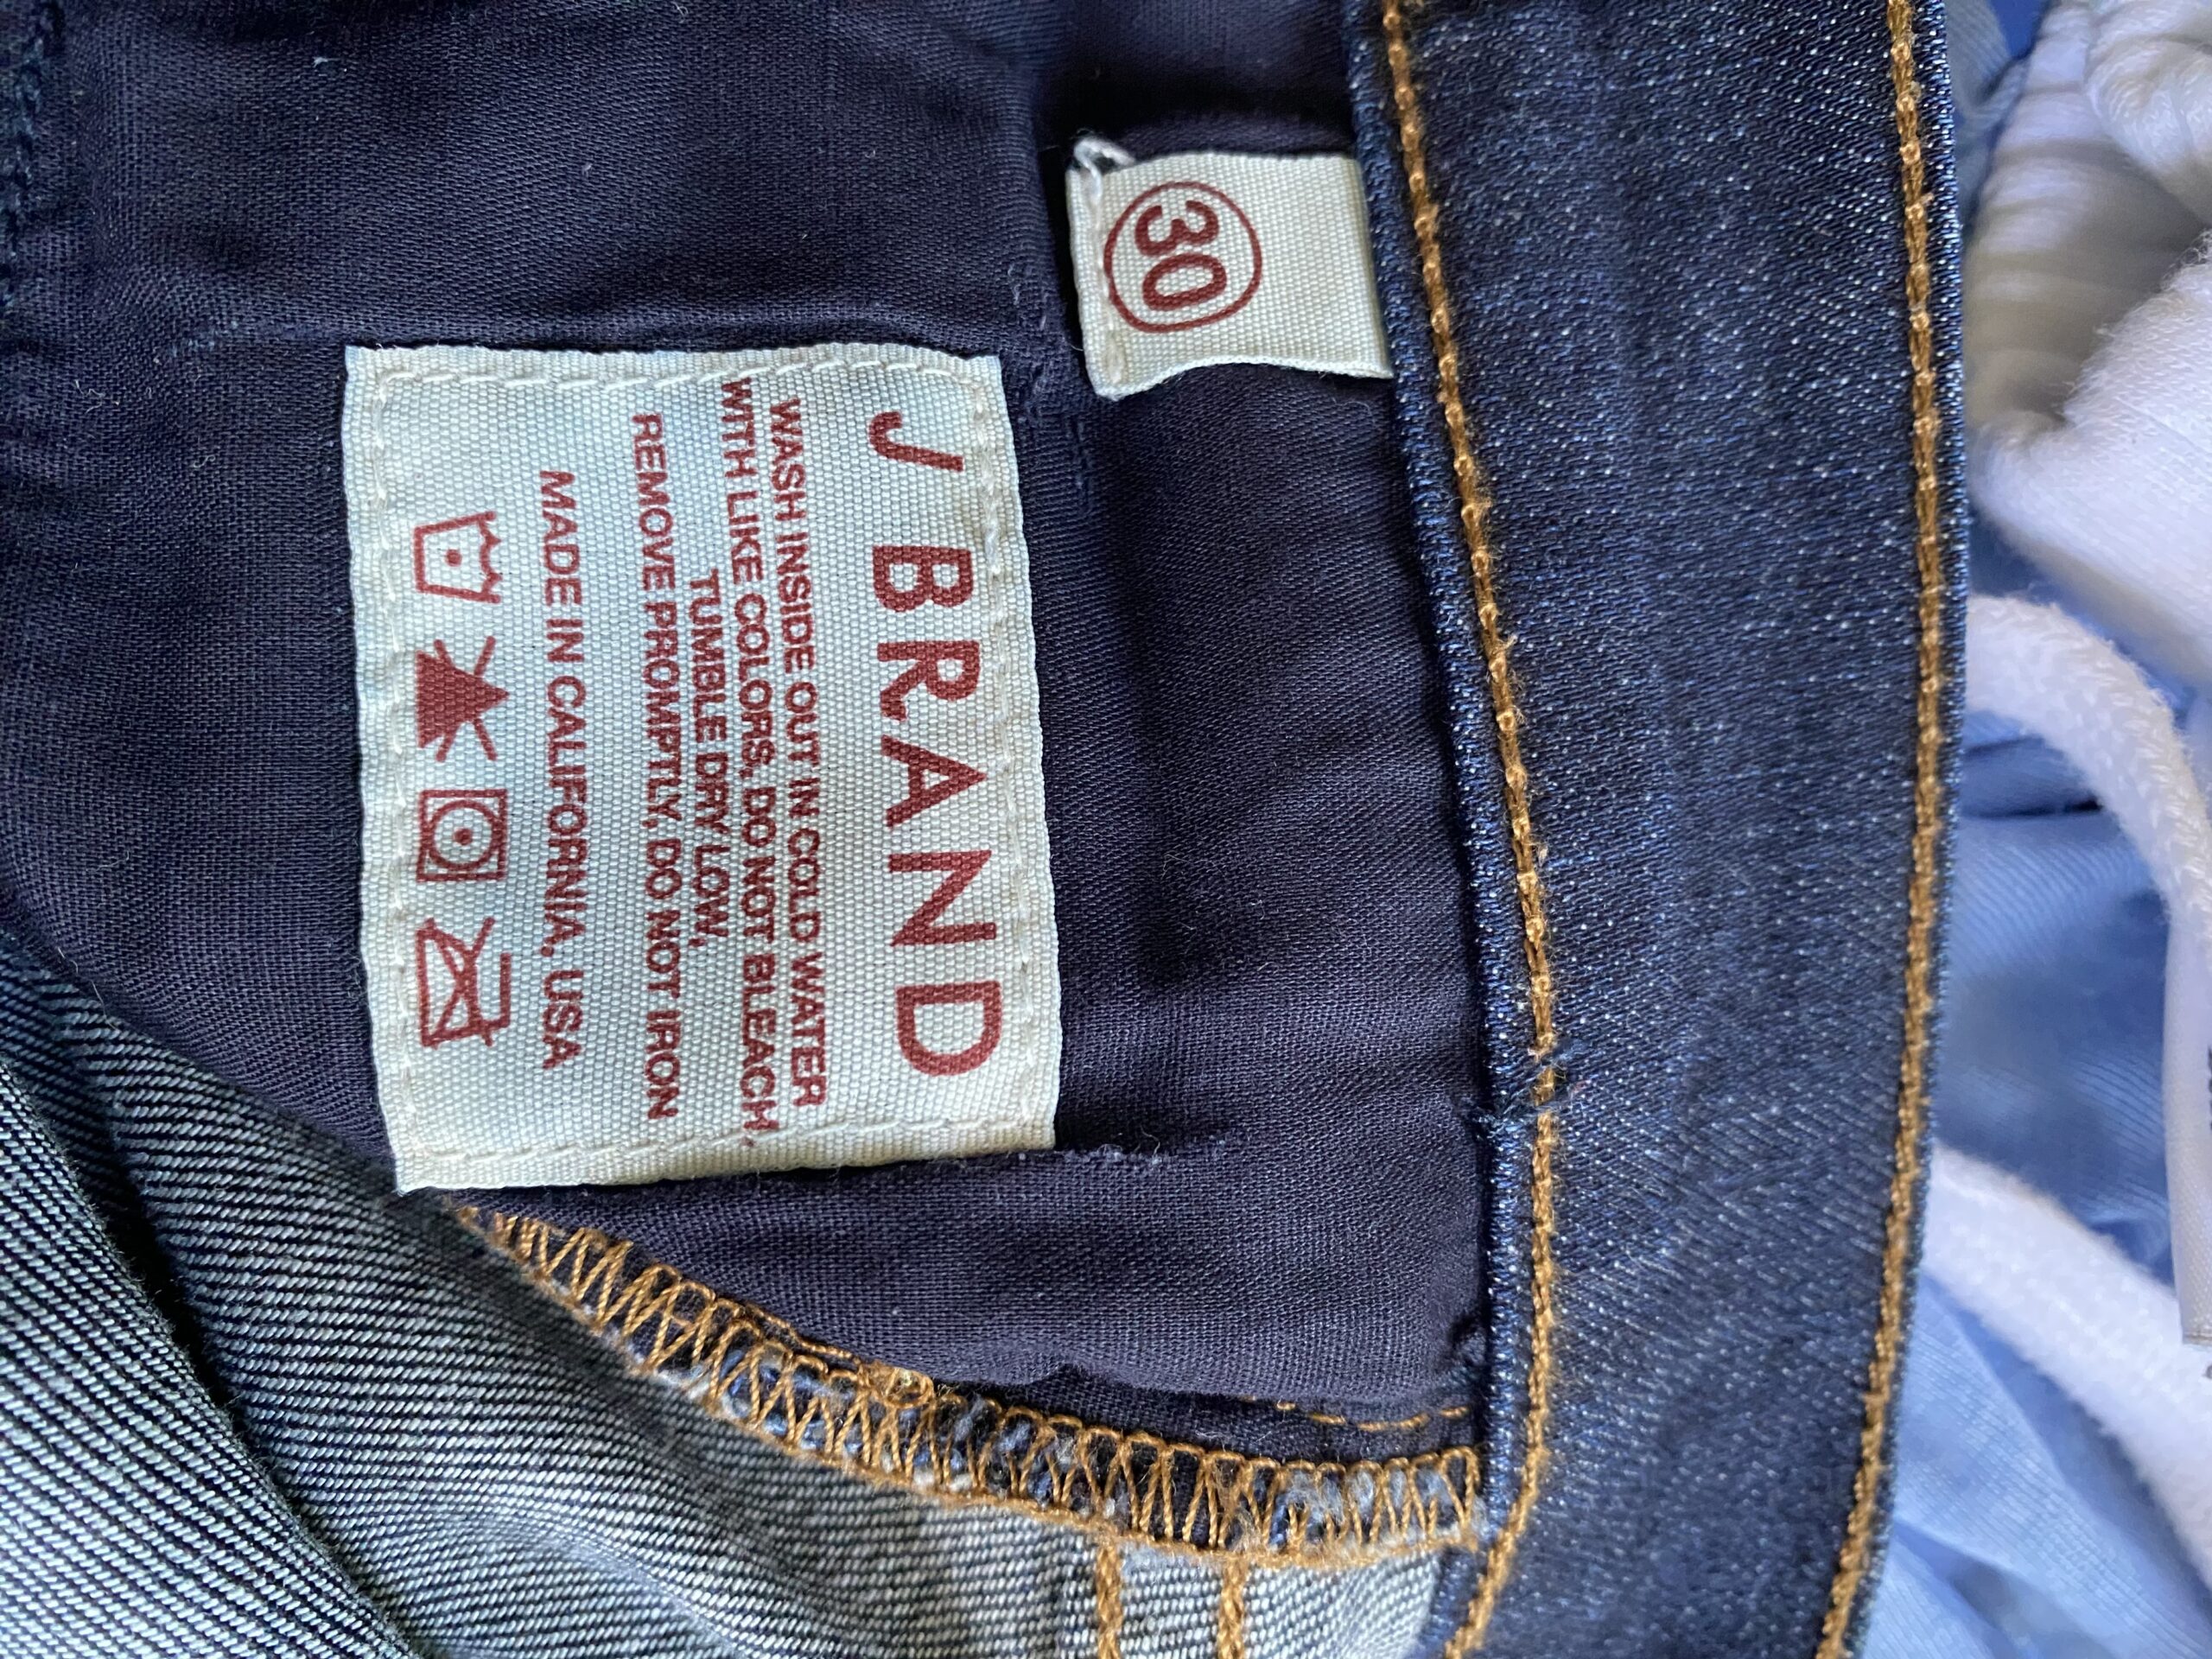 30
J BRAND
WASH INSIDE OUT IN COLD WATER
WITH LIKE COLORS, DO NOT BLEACH,
TUMBLE DRY LOW,
REMOVE PROMPTLY, DO NOT IRON
MADE IN CALIFORNIA, USA